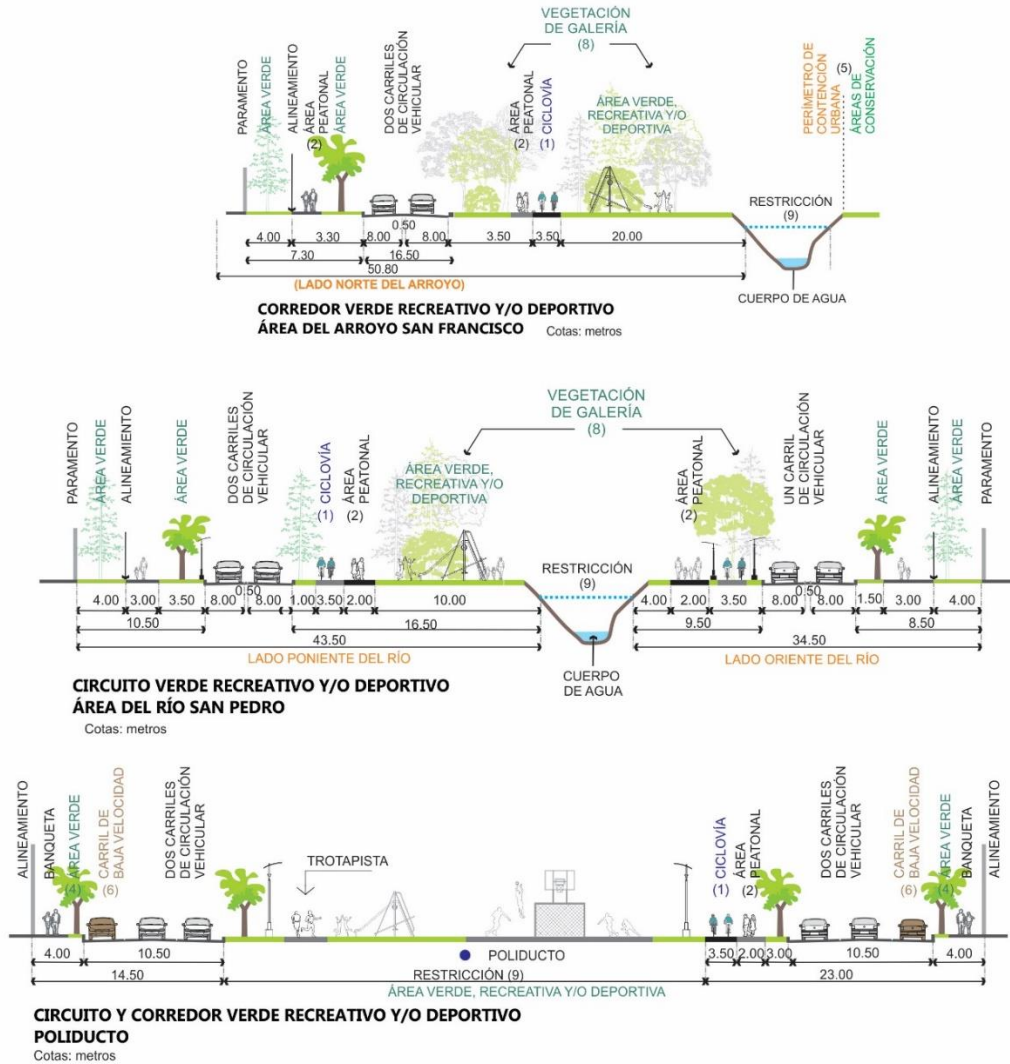 VEGETACIÓN
DE GALERÍA
(8)
PARAMENTO
ÁREA VERDE
ALINEAMIENTO
ÁREA
PEATONAL
(2)
ÁREA VERDE
DOS CARRILES
DE CIRCULACIÓN
VEHICULAR
ÁREA
PEATONAL
(2)
CICLOVÍA
(1)
ÁREA VERDE,
RECREATIVA Y/O
DEPORTIVA
PERÍMETRO DE
CONTENCIÓN
URBANA
(5)
ÁREAS DE
CONSERVACIÓN
RESTRICCIÓN
(9)
0.50
4.00 3.30 8.00 8.00 3.50 3.50 20.00
7.30 16.50
50.80
(LADO NORTE DEL ARROYO)
CUERPO DE AGUA
CORREDOR VERDE RECREATIVO Y/O DEPORTIVO
ÁREA DEL ARROYO SAN FRANCISCO Cotas: metros
VEGETACIÓN
DE GALERÍA
(8)
PARAMENTO
ÁREA VERDE
ALINEAMIENTO
ÁREA VERDE
DOS CARRILES
DE CIRCULACIÓN
VEHICULAR
CICLOVÍA
(1)
ÁREA
PEATONAL
(2)
ÁREA VERDE,
RECREATIVA Y/O
DEPORTIVA
ÁREA
PEATONAL
(2)
UN CARRIL
DE CIRCULACIÓN
VEHICULAR
ÁREA VERDE
ALINEAMIENTO
ÁREA VERDE
PARAMENTO
RESTRICCIÓN
(9)
0.50 0.50
4.00 3.00 3.50 8.00 8.00 1.00 3.50 2.00 10.00 4.00 2.00 3.50 8.00 8.00 1.50 3.00 4.00
10.50 16.50 9.50 8.50
43.50 34.50
LADO PONIENTE DEL RÍO LADO ORIENTE DEL RÍO
CUERPO
DE AGUA
CIRCUITO VERDE RECREATIVO Y/O DEPORTIVO
ÁREA DEL RÍO SAN PEDRO
Cotas: metros
ALINEAMIENTO
BANQUETA
ÁREA VERDE
(4)
CARRIL DE
BAJA VELOCIDAD
(6)
DOS CARRILES
DE CIRCULACIÓN
VEHICULAR
TROTAPISTA
CICLOVÍA
(1)
ÁREA
PEATONAL
(2)
DOS CARRILES
DE CIRCULACIÓN
VEHICULAR
CARRIL DE
BAJA VELOCIDAD
(6)
ÁREA VERDE
(4)
BANQUETA
ALINEAMIENTO
POLIDUCTO
4.00 10.50 3.50 2.00 3.00 10.50 4.00
14.50 RESTRICCIÓN (9) 23.00
ÁREA VERDE, RECREATIVA Y/O DEPORTIVA
CIRCUITO Y CORREDOR VERDE RECREATIVO Y/O DEPORTIVO
POLIDUCTO
Cotas: metros